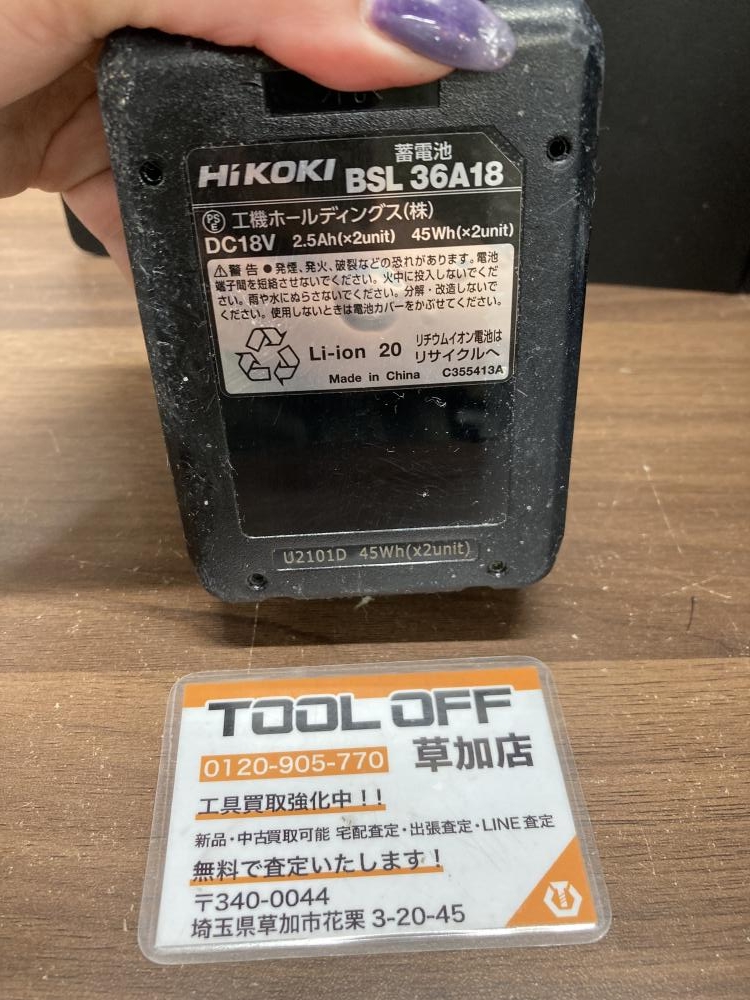 蓄電池
HiKOKI BSL 36A18
PSE 工機ホールディングス(株)
DC18V 2.5Ah(×2unit) 45Wh(×2unit)
⚠警告 ●発煙、発火、破裂などの恐れがあります。電池
端子間を短絡させないでください。火中に投入しないでくだ
さい。雨や水にぬらさないでください。分解・改造しないで
ください。使用しないときは電池カバーをかぶせてください。
Li-ion 20 リチウムイオン電池は
リサイクルへ
Made in China C355413A
U2101D 45Wh(x2unit)
TOOL OFF
0120-905-770 草加店
工具買取強化中!!
新品・中古買取可能 宅配査定・出張査定・LINE査定
無料で査定いたします!
〒340-0044
埼玉県草加市花栗 3-20-45